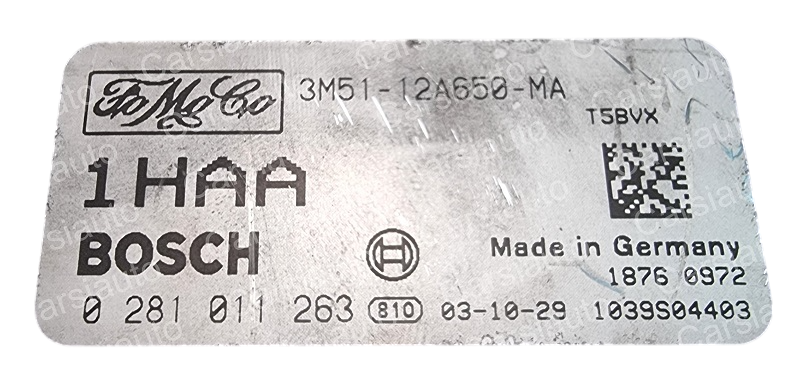 FoMoCo 3M51-12A650-MA
T5BVX
1HAA
BOSCH
Made in Germany
1876 0972
0 281 011 263 810 03-10-29 1039S04403
Carsiauto